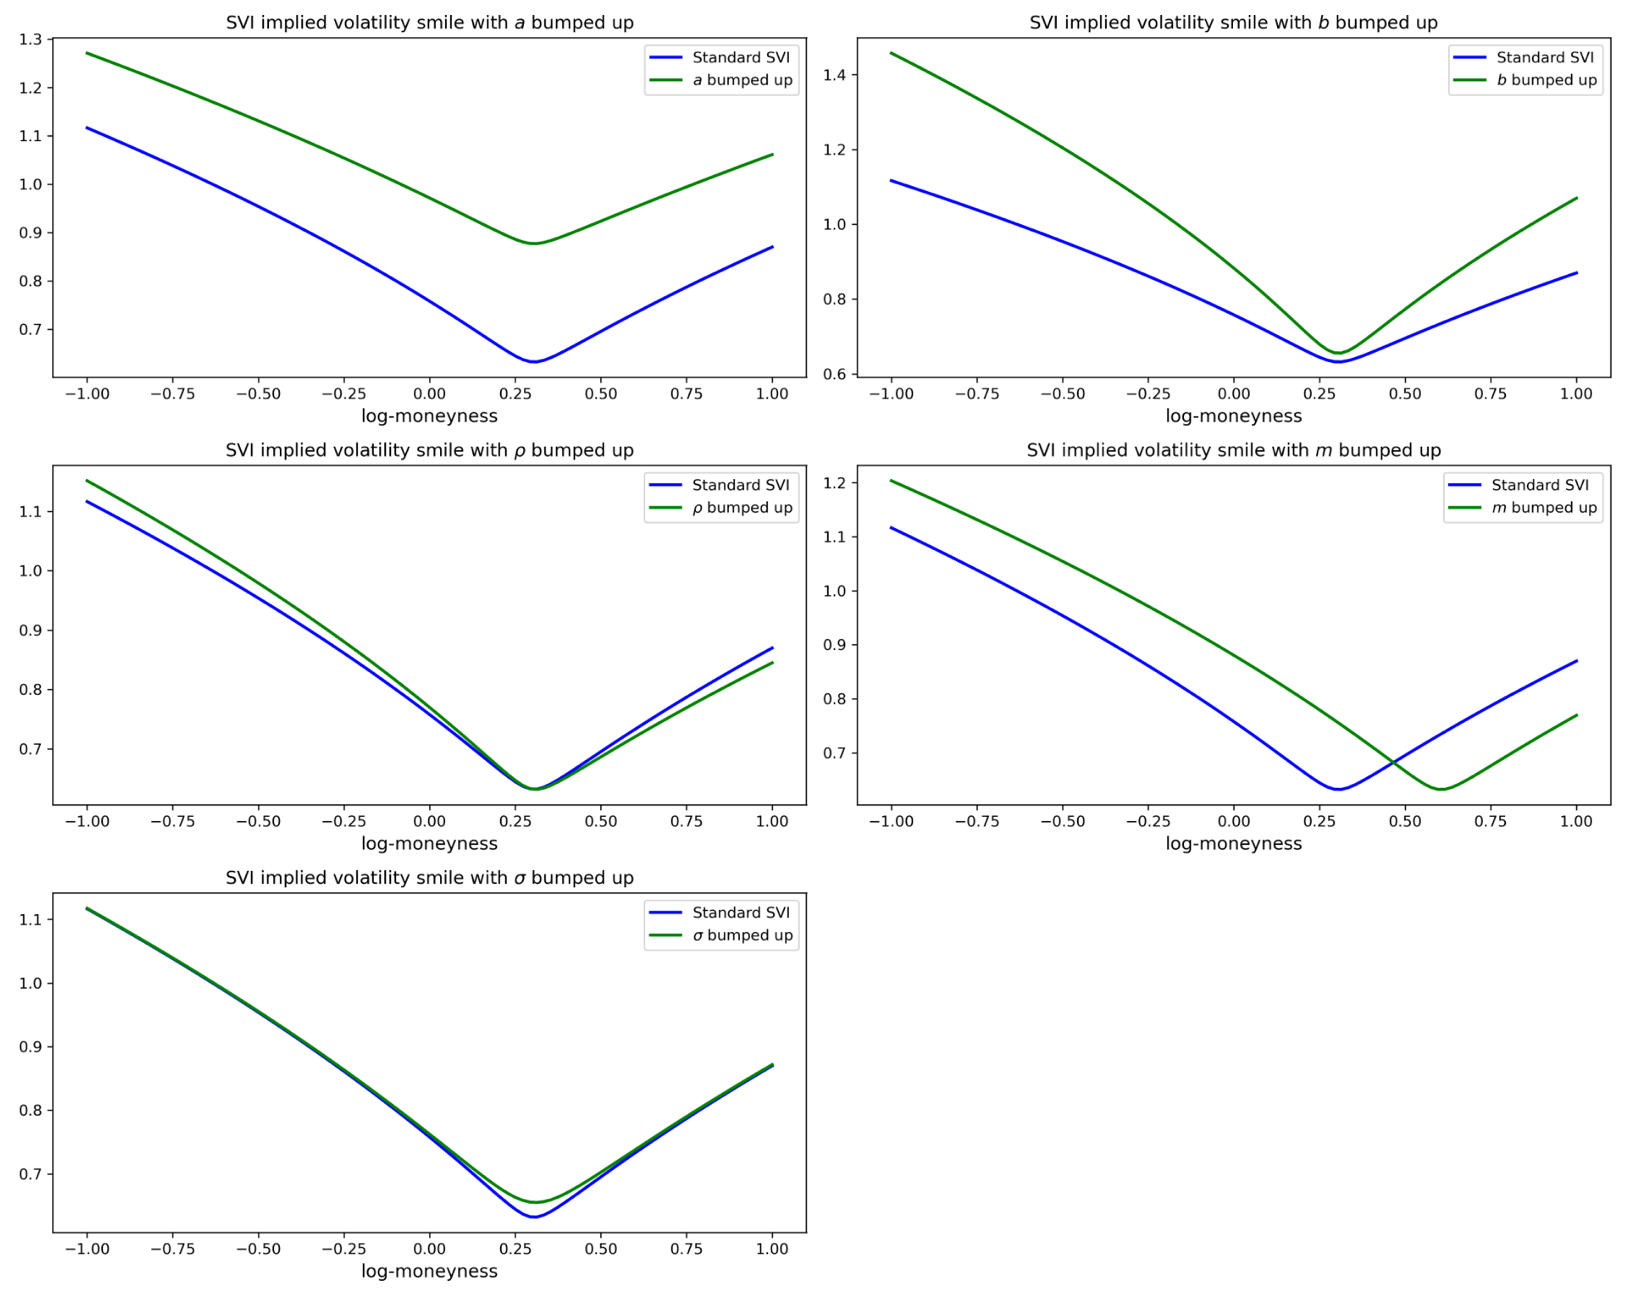 SVI implied volatility smile with a bumped up
1.3
1.2
1.1
1.0
0.9
0.8
0.7
Standard SVI
a bumped up
−1.00 −0.75 −0.50 −0.25 0.00 0.25 0.50 0.75 1.00
log-moneyness
SVI implied volatility smile with b bumped up
1.4
1.2
1.0
0.8
0.6
Standard SVI
b bumped up
−1.00 −0.75 −0.50 −0.25 0.00 0.25 0.50 0.75 1.00
log-moneyness
SVI implied volatility smile with ρ bumped up
1.1
1.0
0.9
0.8
0.7
Standard SVI
ρ bumped up
−1.00 −0.75 −0.50 −0.25 0.00 0.25 0.50 0.75 1.00
log-moneyness
SVI implied volatility smile with m bumped up
1.2
1.1
1.0
0.9
0.8
0.7
Standard SVI
m bumped up
−1.00 −0.75 −0.50 −0.25 0.00 0.25 0.50 0.75 1.00
log-moneyness
SVI implied volatility smile with σ bumped up
1.1
1.0
0.9
0.8
0.7
Standard SVI
σ bumped up
−1.00 −0.75 −0.50 −0.25 0.00 0.25 0.50 0.75 1.00
log-moneyness